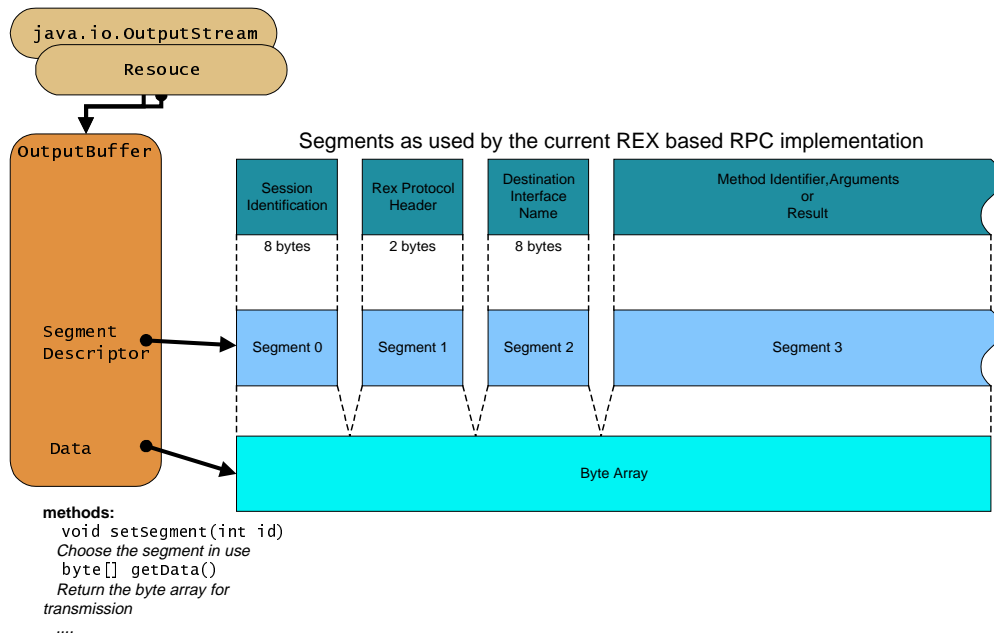 java.io.OutputStream
Resouce
OutputBuffer
Segments as used by the current REX based RPC implementation
Session
Identification
Rex Protocol
Header
Destination
Interface
Name
Method Identifier,Arguments
or
Result
8 bytes
2 bytes
8 bytes
Segment
Descriptor
Segment 0
Segment 1
Segment 2
Segment 3
Data
Byte Array
methods:
void setSegment(int id)
Choose the segment in use
byte[] getData()
Return the byte array for
transmission
....